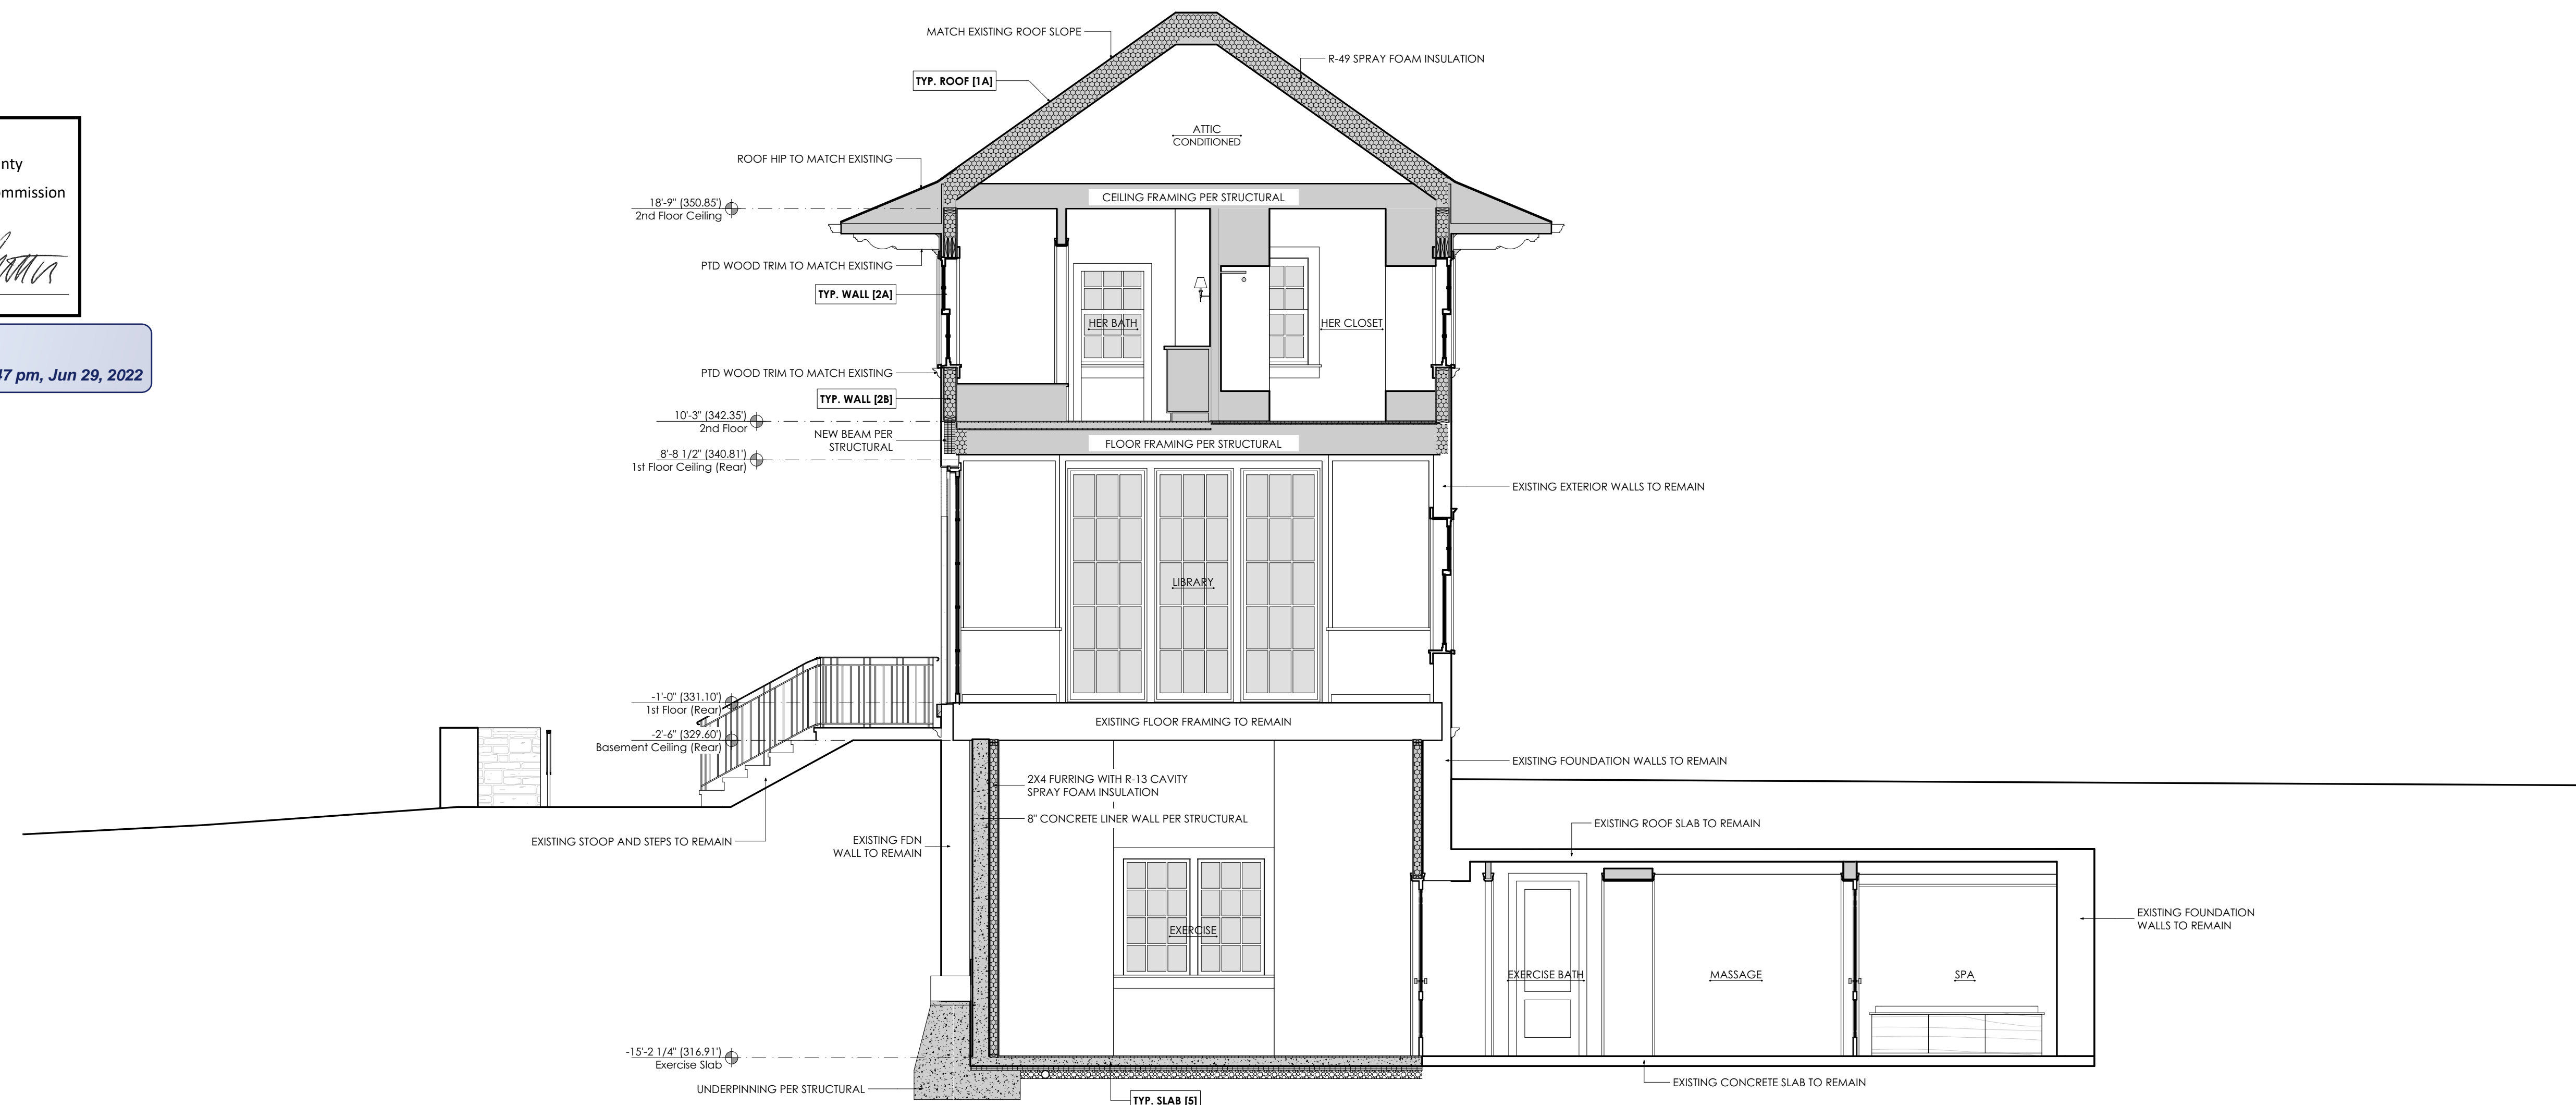 MATCH EXISTING ROOF SLOPE
R-49 SPRAY FOAM INSULATION
TYP. ROOF [1A]
ATTIC
CONDITIONED
ROOF HIP TO MATCH EXISTING
CEILING FRAMING PER STRUCTURAL
18'-9" (350.85')
2nd Floor Ceiling
PTD WOOD TRIM TO MATCH EXISTING
TYP. WALL [2A]
HER BATH
HER CLOSET
47 pm, Jun 29, 2022
PTD WOOD TRIM TO MATCH EXISTING
TYP. WALL [2B]
10'-3" (342.35')
2nd Floor
NEW BEAM PER
STRUCTURAL
FLOOR FRAMING PER STRUCTURAL
8'-8 1/2" (340.81')
1st Floor Ceiling (Rear)
EXISTING EXTERIOR WALLS TO REMAIN
LIBRARY
-1'-0" (331.10')
1st Floor (Rear)
EXISTING FLOOR FRAMING TO REMAIN
-2'-6" (329.60')
Basement Ceiling (Rear)
EXISTING FOUNDATION WALLS TO REMAIN
2X4 FURRING WITH R-13 CAVITY
SPRAY FOAM INSULATION
8" CONCRETE LINER WALL PER STRUCTURAL
EXISTING STOOP AND STEPS TO REMAIN
EXISTING FDN
WALL TO REMAIN
EXISTING ROOF SLAB TO REMAIN
EXISTING FOUNDATION
WALLS TO REMAIN
EXERCISE
EXERCISE BATH
MASSAGE
SPA
-15'-2 1/4" (316.91')
Exercise Slab
UNDERPINNING PER STRUCTURAL
EXISTING CONCRETE SLAB TO REMAIN
TYP. SLAB [5]